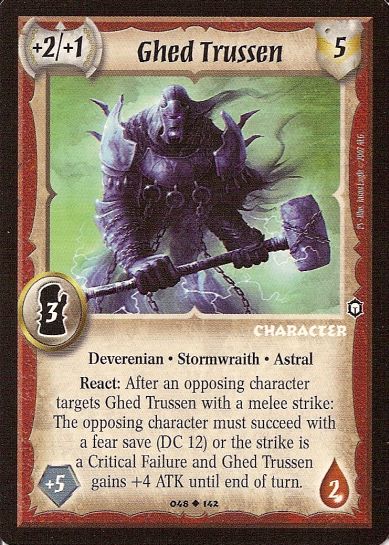 +2/+1
Ghed Trussen
5
3
CHARACTER
Deverenian • Stormwraith • Astral
React: After an opposing character
targets Ghed Trussen with a melee strike:
The opposing character must succeed with
a fear save (DC 12) or the strike is
a Critical Failure and Ghed Trussen
gains +4 ATK until end of turn.
+5
2
048 ◆ 142